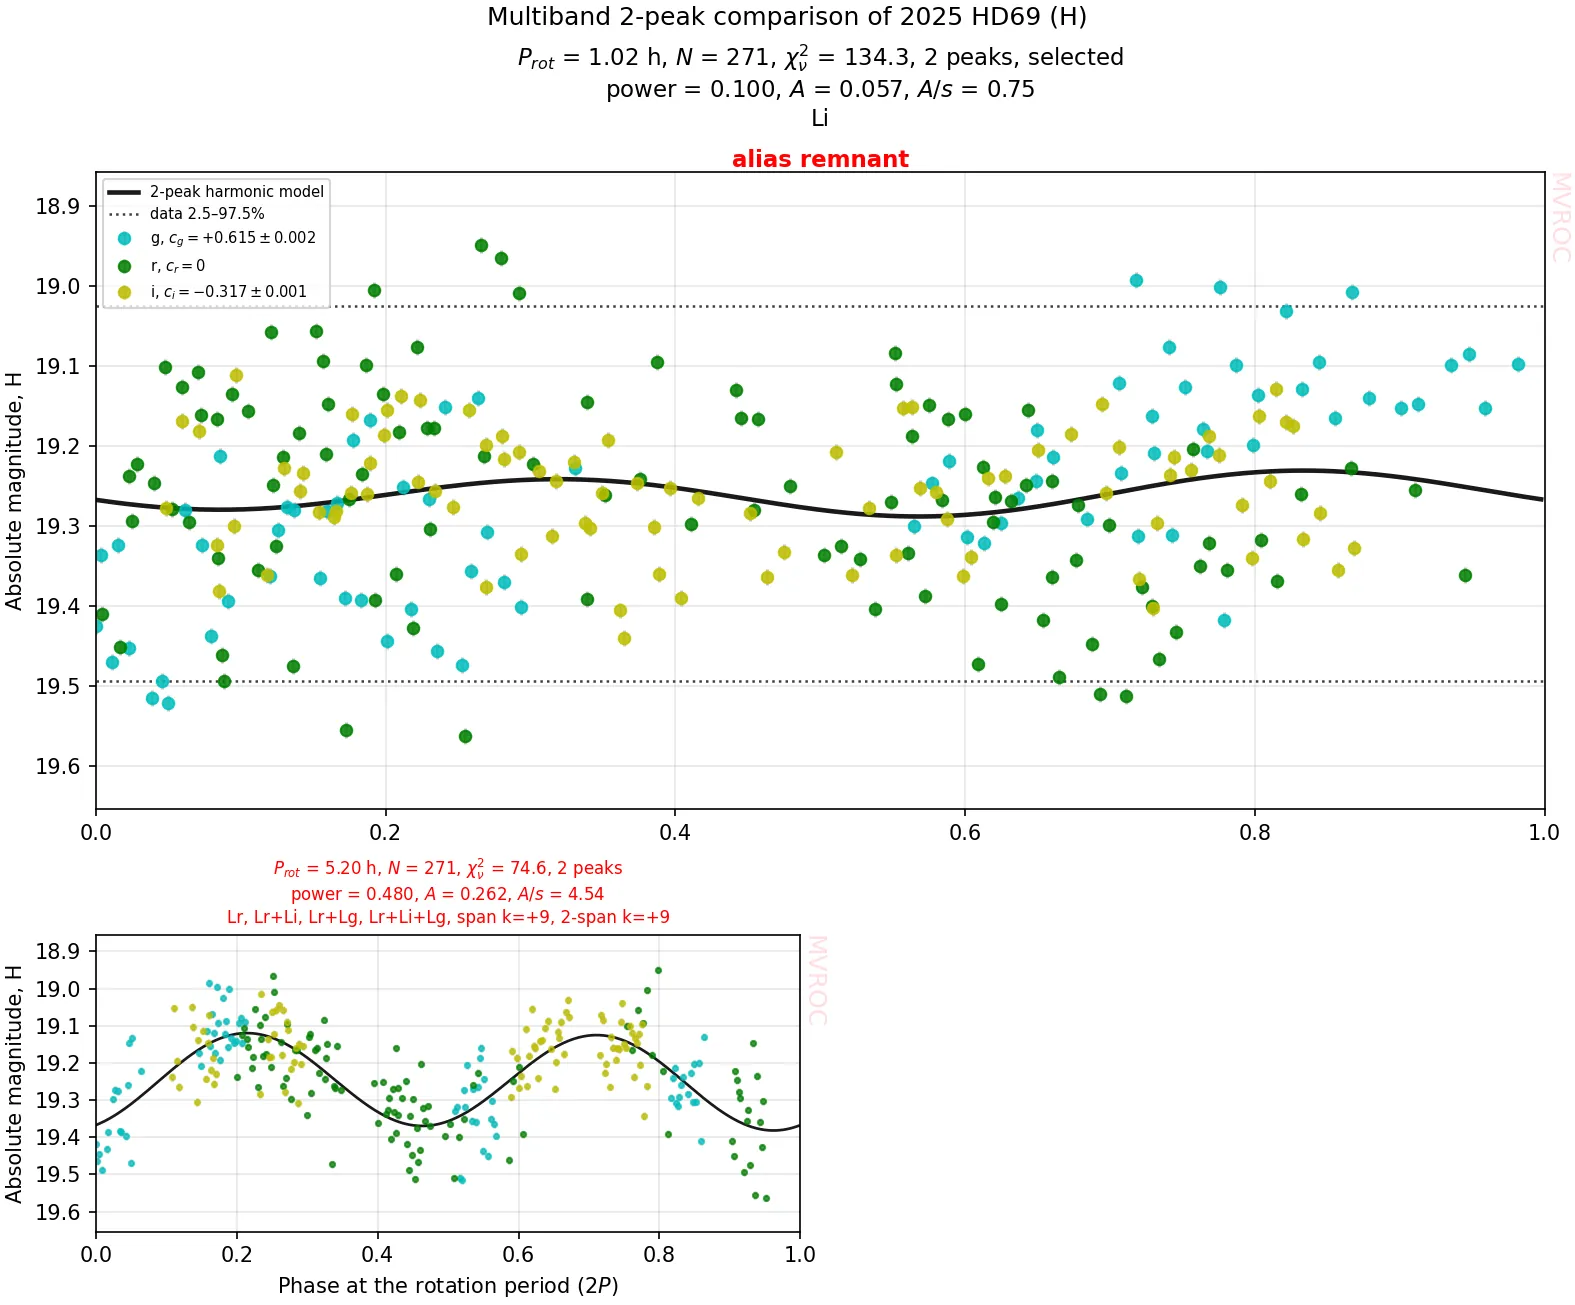 Multiband 2-peak comparison of 2025 HD69 (H)
P_rot = 1.02 h, N = 271, χ²_ν = 134.3, 2 peaks, selected
power = 0.100, A = 0.057, A/s = 0.75
Li
alias remnant
2-peak harmonic model
data 2.5–97.5%
g, c_g = +0.615 ± 0.002
r, c_r = 0
i, c_i = −0.317 ± 0.001
MVROC
Absolute magnitude, H
18.9
19.0
19.1
19.2
19.3
19.4
19.5
19.6
0.0 0.2 0.4 0.6 0.8 1.0
P_rot = 5.20 h, N = 271, χ²_ν = 74.6, 2 peaks
power = 0.480, A = 0.262, A/s = 4.54
Lr, Lr+Li, Lr+Lg, Lr+Li+Lg, span k=+9, 2-span k=+9
MVROC
Absolute magnitude, H
18.9
19.0
19.1
19.2
19.3
19.4
19.5
19.6
0.0 0.2 0.4 0.6 0.8 1.0
Phase at the rotation period (2P)